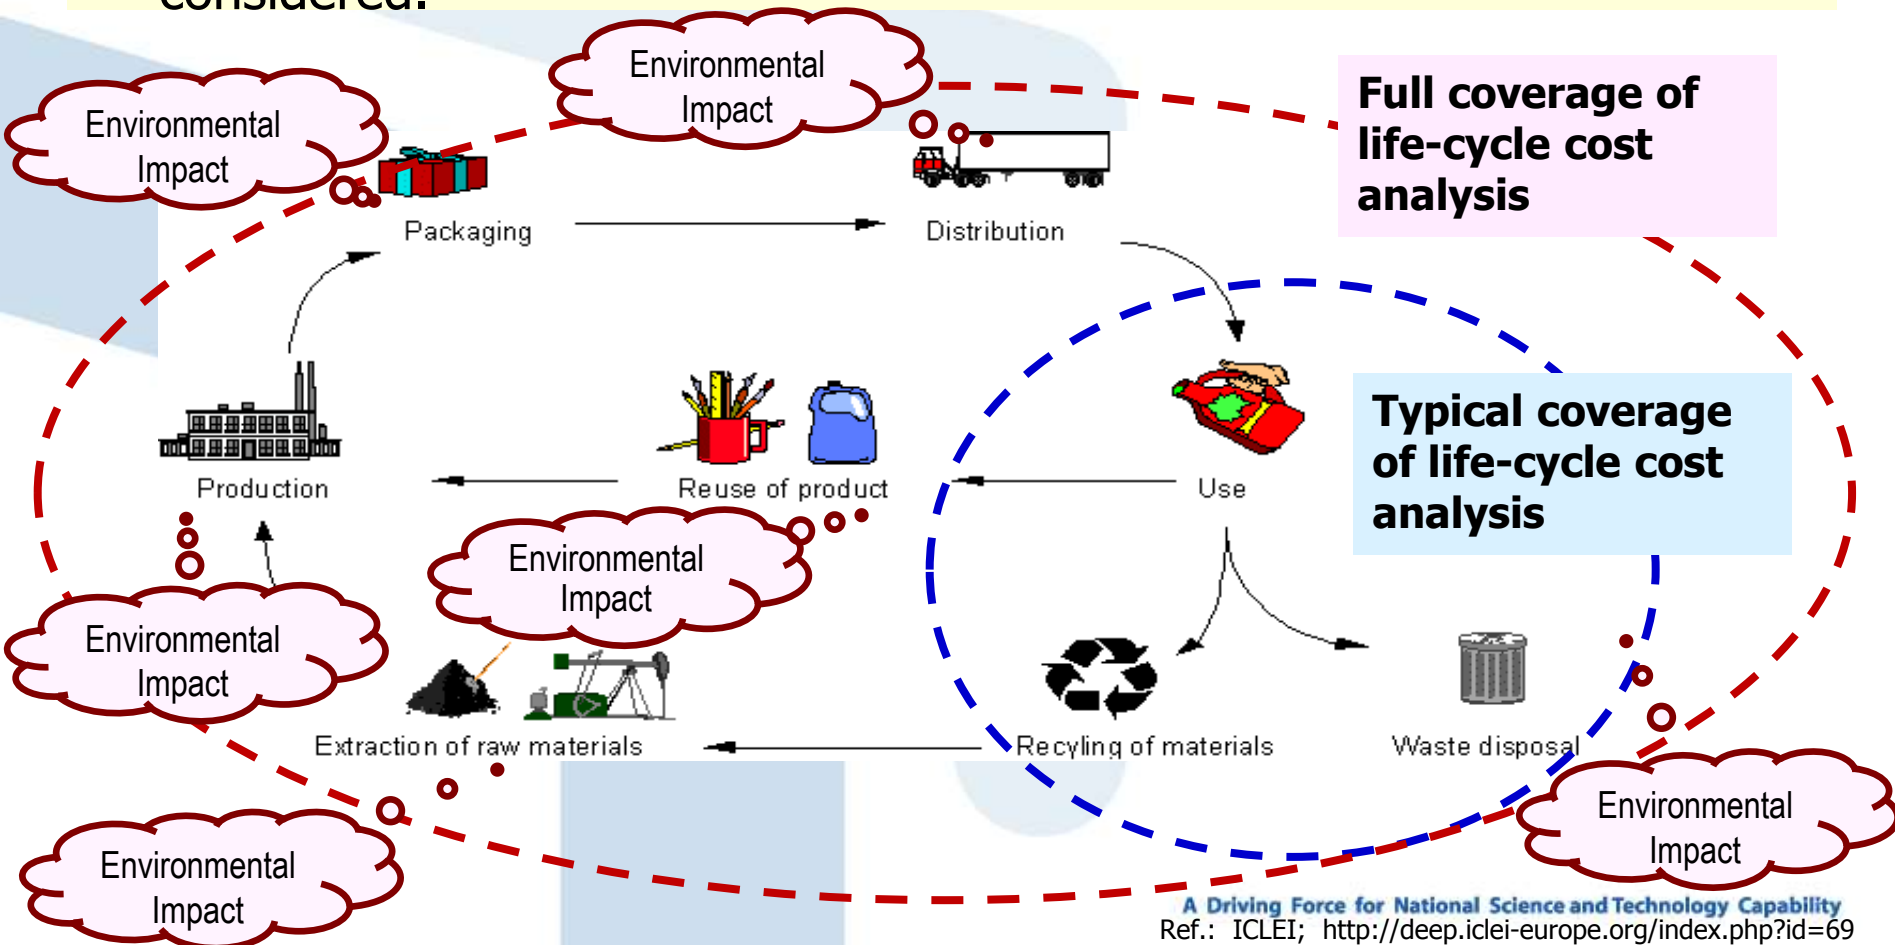 considered.
Environmental
Impact
Environmental
Impact
Full coverage of
life-cycle cost
analysis
Packaging
Distribution
Typical coverage
of life-cycle cost
analysis
Production
Reuse of product
Use
Environmental
Impact
Environmental
Impact
Extraction of raw materials
Recyling of materials
Waste disposal
Environmental
Impact
Environmental
Impact
A Driving Force for National Science and Technology Capability
Ref.: ICLEI; http://deep.iclei-europe.org/index.php?id=69